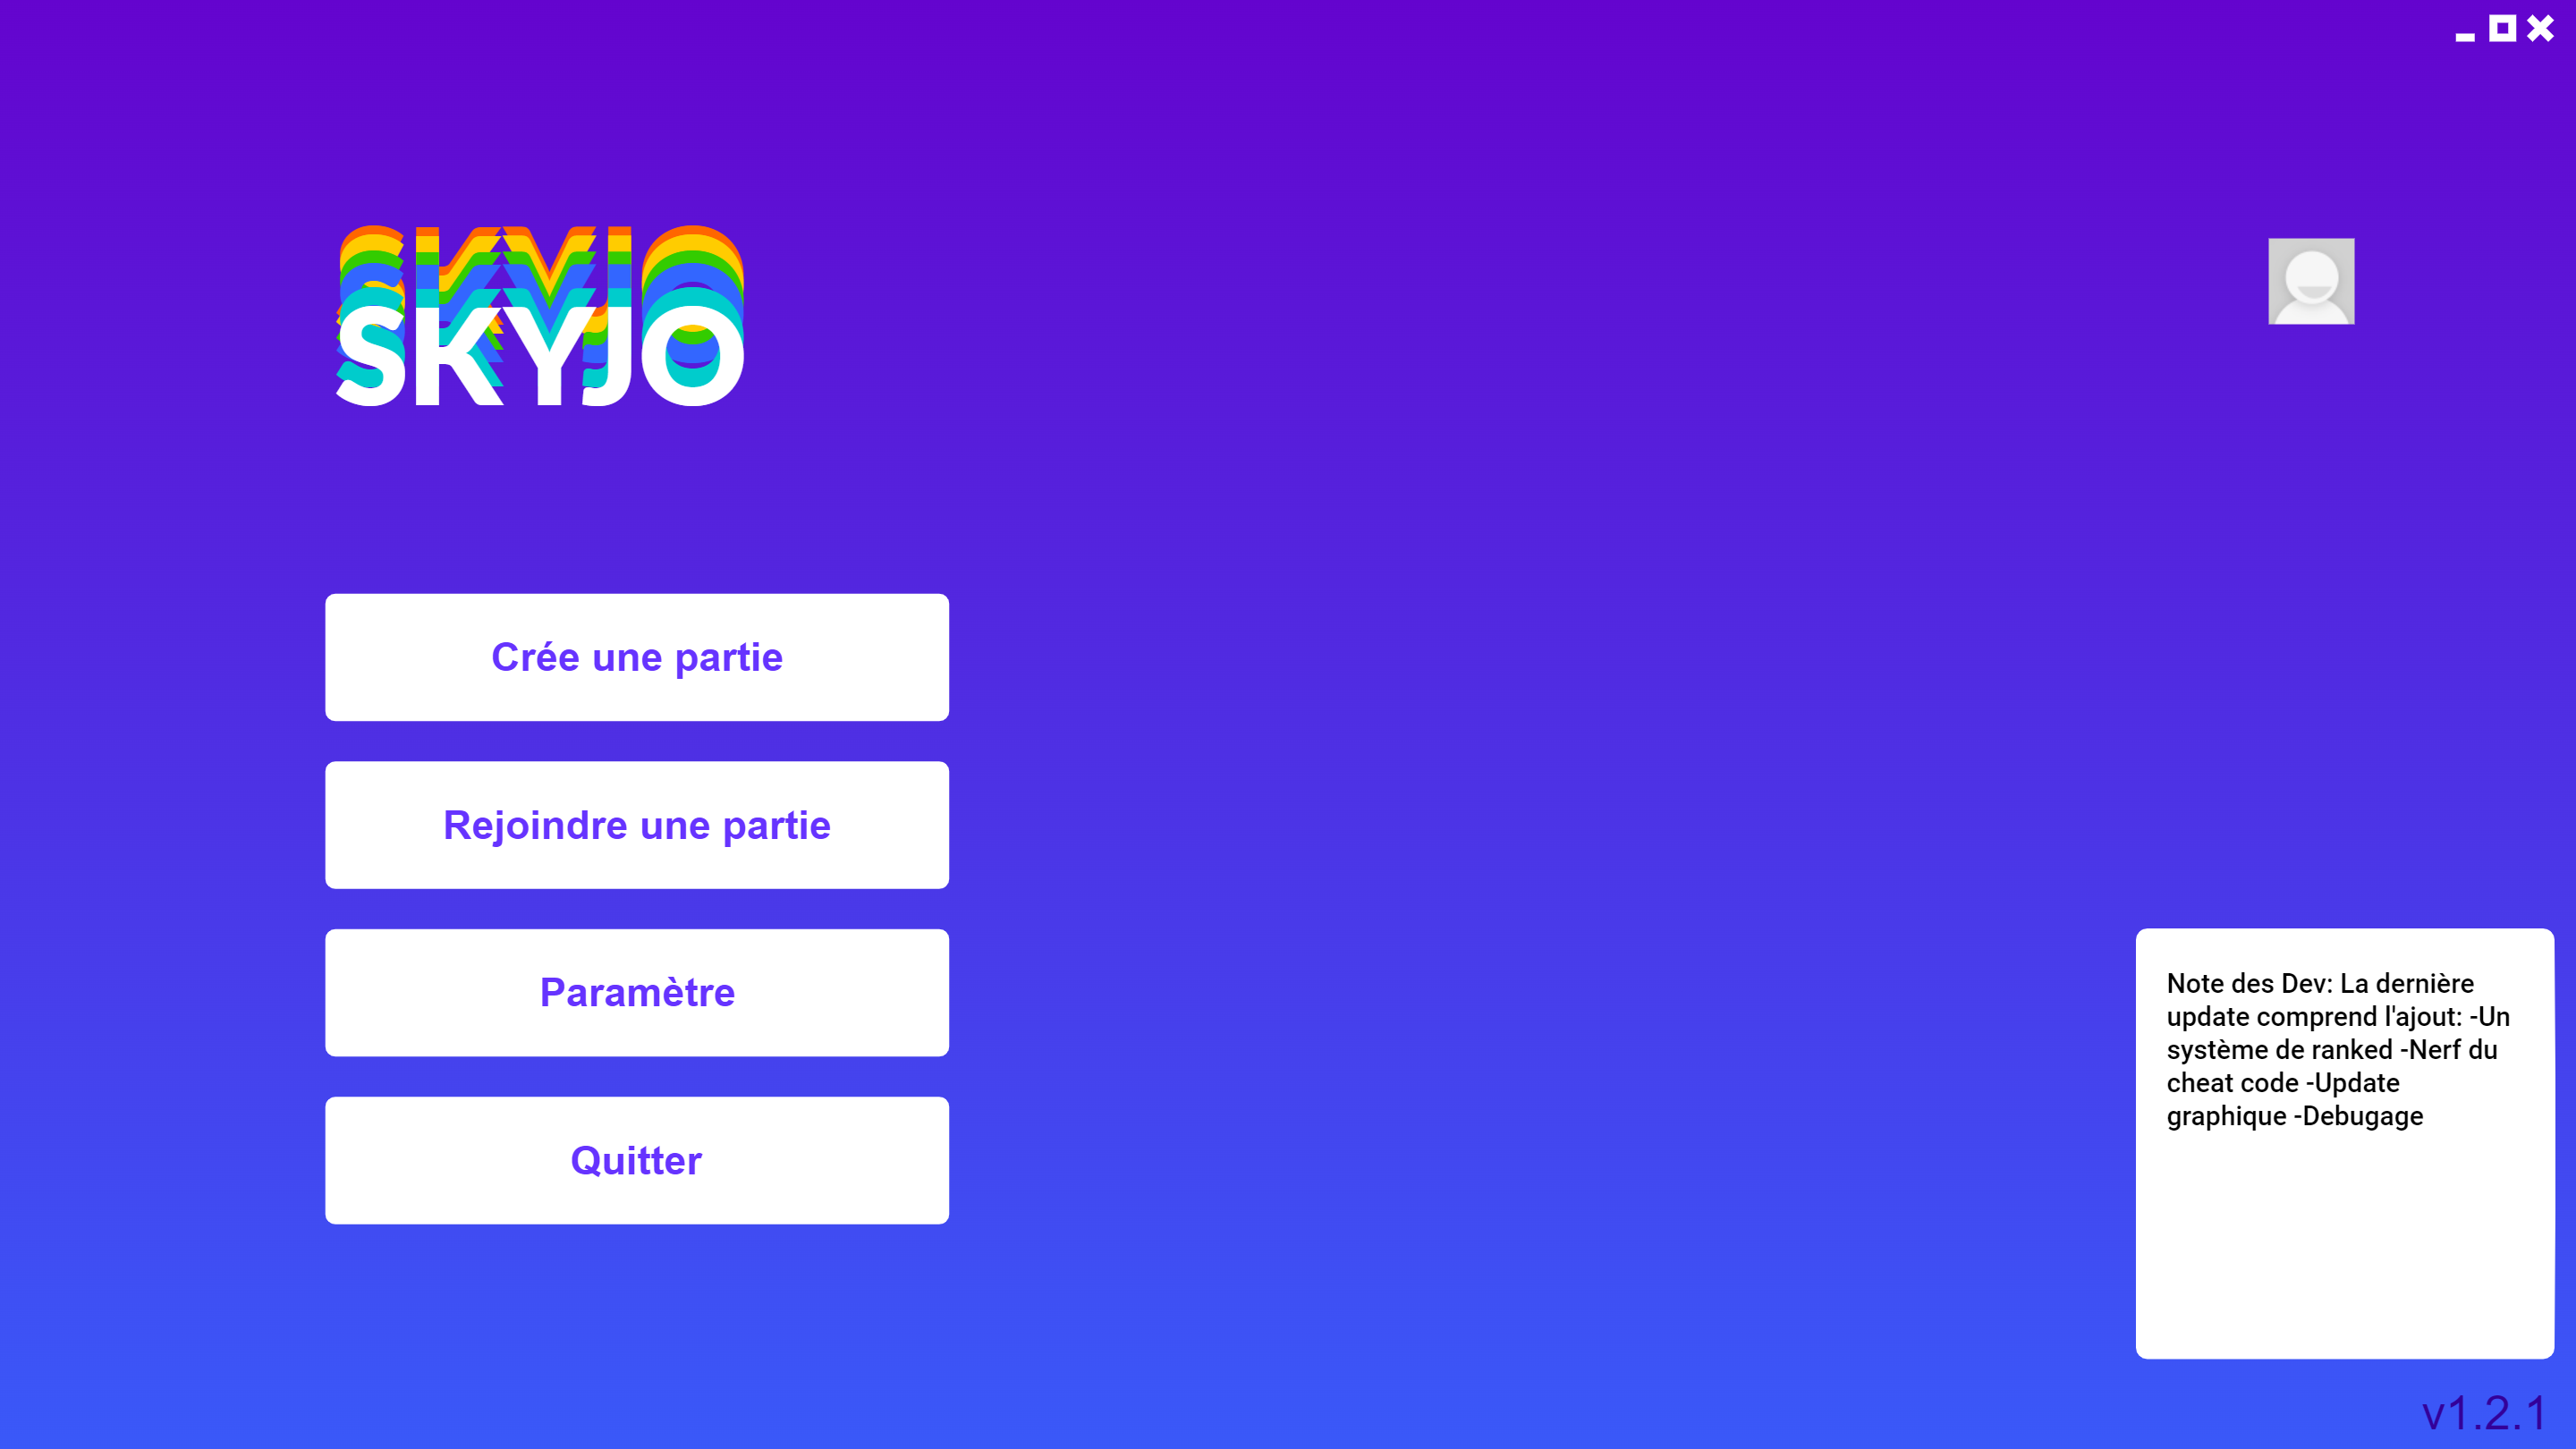 SKYJO
Crée une partie
Rejoindre une partie
Paramètre
Quitter
Note des Dev: La dernière
update comprend l'ajout: -Un
système de ranked -Nerf du
cheat code -Update
graphique -Debugage
v1.2.1